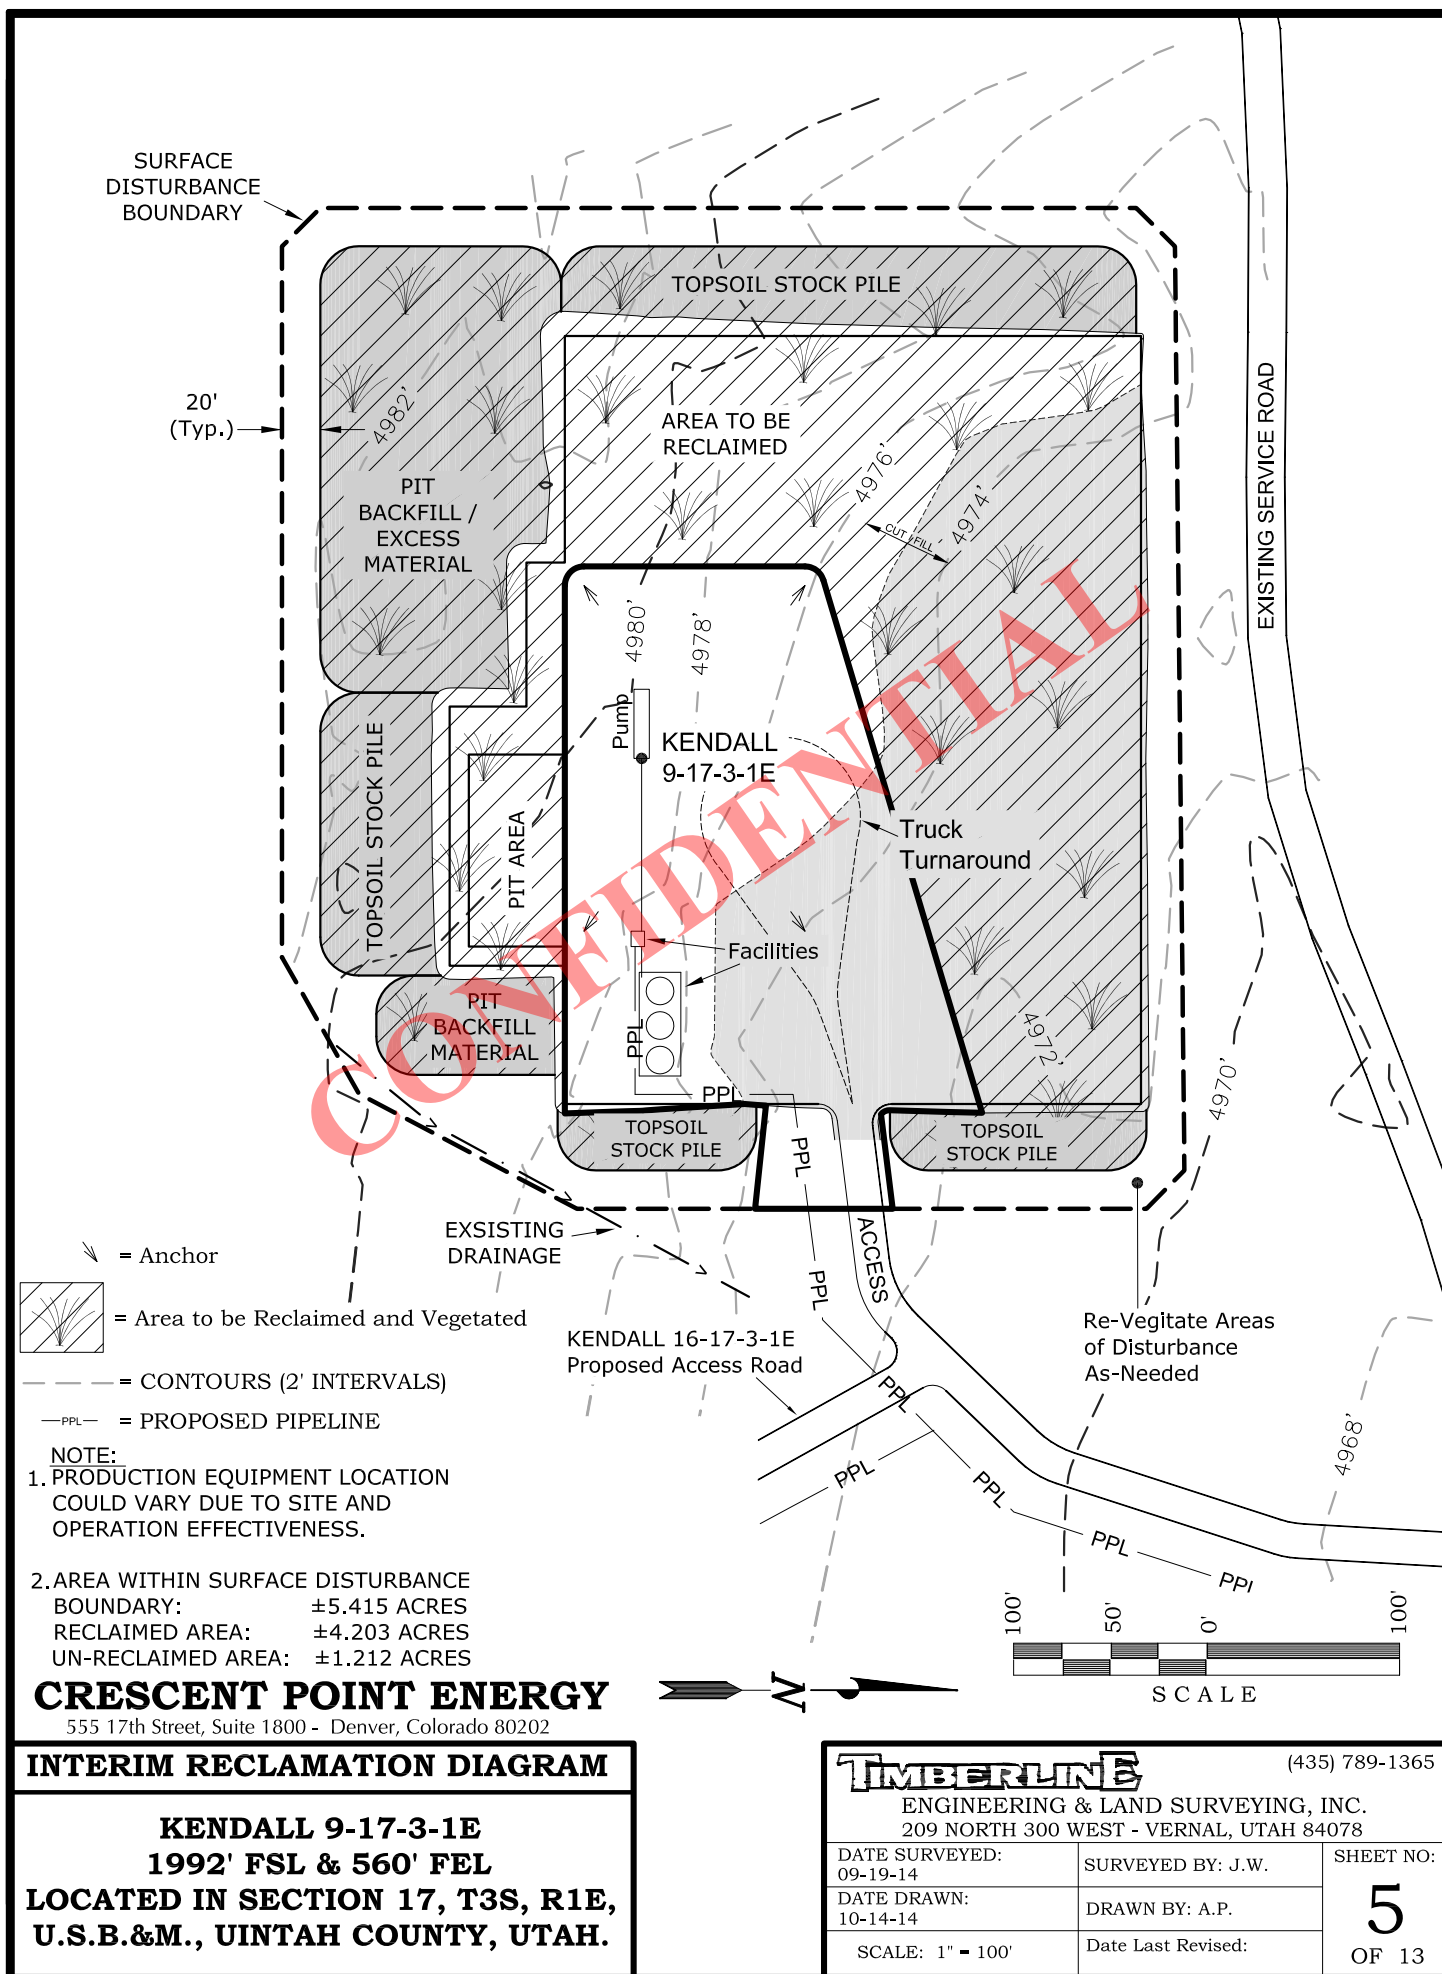 SURFACE
DISTURBANCE
BOUNDARY
TOPSOIL STOCK PILE
20'
(Typ.)
4982'
AREA TO BE
RECLAIMED
EXISTING SERVICE ROAD
PIT
BACKFILL /
EXCESS
MATERIAL
4976'
4974'
CUT / FILL
4980'
4978'
Pump
KENDALL
9-17-3-1E
TOPSOIL STOCK PILE
PIT AREA
Truck
Turnaround
CONFIDENTIAL
Facilities
PIT
BACKFILL
MATERIAL
PPL
4972'
4970'
PPL
TOPSOIL
STOCK PILE
TOPSOIL
STOCK PILE
PPL
ACCESS
EXSISTING
DRAINAGE
PPL
= Anchor
= Area to be Reclaimed and Vegetated
KENDALL 16-17-3-1E
Proposed Access Road
Re-Vegitate Areas
of Disturbance
As-Needed
= CONTOURS (2' INTERVALS)
PPL = PROPOSED PIPELINE
PPL
4968'
PPL
PPL
PPL
PPL
NOTE:
1. PRODUCTION EQUIPMENT LOCATION
COULD VARY DUE TO SITE AND
OPERATION EFFECTIVENESS.
2. AREA WITHIN SURFACE DISTURBANCE
BOUNDARY: ±5.415 ACRES
RECLAIMED AREA: ±4.203 ACRES
UN-RECLAIMED AREA: ±1.212 ACRES
100' 50' 0' 100'
SCALE
N
CRESCENT POINT ENERGY
555 17th Street, Suite 1800 - Denver, Colorado 80202
INTERIM RECLAMATION DIAGRAM
KENDALL 9-17-3-1E
1992' FSL & 560' FEL
LOCATED IN SECTION 17, T3S, R1E,
U.S.B.&M., UINTAH COUNTY, UTAH.
TIMBERLINE
(435) 789-1365
ENGINEERING & LAND SURVEYING, INC.
209 NORTH 300 WEST - VERNAL, UTAH 84078
DATE SURVEYED:
09-19-14
SURVEYED BY: J.W.
DATE DRAWN:
10-14-14
DRAWN BY: A.P.
SCALE: 1" = 100'
Date Last Revised:
SHEET NO:
5
OF 13